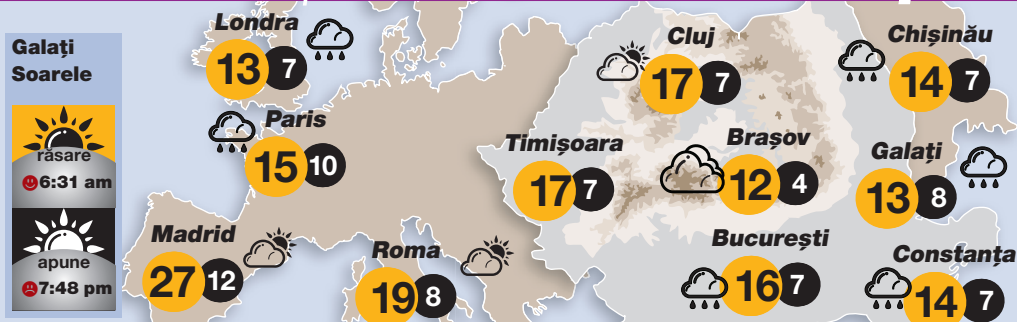 Galați
Soarele
răsare
6:31 am
apune
7:48 pm
Londra
13 7
Paris
15 10
Madrid
27 12
Roma
19 8
Cluj
17 7
Timișoara
17 7
Brașov
12 4
București
16 7
Chișinău
14 7
Galați
13 8
Constanța
14 7